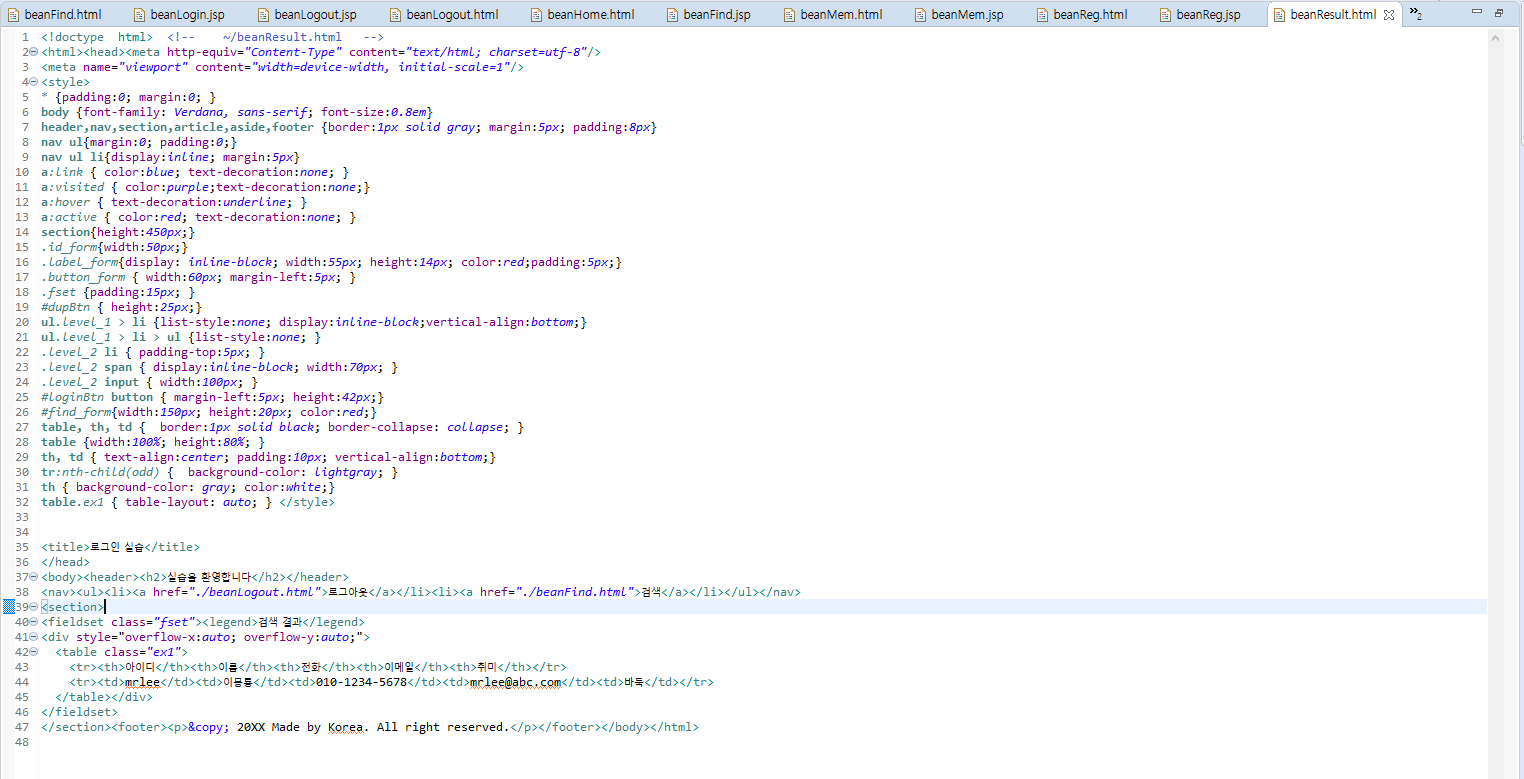 beanFind.html beanLogin.jsp beanLogout.jsp beanLogout.html beanHome.html beanFind.jsp beanMem.html beanMem.jsp beanReg.html beanReg.jsp beanResult.html »2
1 <!doctype  html>  <!--   ~/beanResult.html   -->
2 <html><head><meta http-equiv="Content-Type" content="text/html; charset=utf-8"/>
3 <meta name="viewport" content="width=device-width, initial-scale=1"/>
4 <style>
5 * {padding:0; margin:0; }
6 body {font-family: Verdana, sans-serif; font-size:0.8em}
7 header,nav,section,article,aside,footer {border:1px solid gray; margin:5px; padding:8px}
8 nav ul{margin:0; padding:0;}
9 nav ul li{display:inline; margin:5px}
10 a:link { color:blue; text-decoration:none; }
11 a:visited { color:purple;text-decoration:none;}
12 a:hover { text-decoration:underline; }
13 a:active { color:red; text-decoration:none; }
14 section{height:450px;}
15 .id_form{width:50px;}
16 .label_form{display: inline-block; width:55px; height:14px; color:red;padding:5px;}
17 .button_form { width:60px; margin-left:5px; }
18 .fset {padding:15px; }
19 #dupBtn { height:25px;}
20 ul.level_1 > li {list-style:none; display:inline-block;vertical-align:bottom;}
21 ul.level_1 > li > ul {list-style:none; }
22 .level_2 li { padding-top:5px; }
23 .level_2 span { display:inline-block; width:70px; }
24 .level_2 input { width:100px; }
25 #loginBtn button { margin-left:5px; height:42px;}
26 #find_form{width:150px; height:20px; color:red;}
27 table, th, td {  border:1px solid black; border-collapse: collapse; }
28 table {width:100%; height:80%; }
29 th, td { text-align:center; padding:10px; vertical-align:bottom;}
30 tr:nth-child(odd) {  background-color: lightgray; }
31 th { background-color: gray; color:white;}
32 table.ex1 { table-layout: auto; } </style>
33
34
35 <title>로그인 실습</title>
36 </head>
37 <body><header><h2>실습을 환영합니다</h2></header>
38 <nav><ul><li><a href="./beanLogout.html">로그아웃</a></li><li><a href="./beanFind.html">검색</a></li></ul></nav>
39 <section>
40 <fieldset class="fset"><legend>검색 결과</legend>
41 <div style="overflow-x:auto; overflow-y:auto;">
42   <table class="ex1">
43     <tr><th>아이디</th><th>이름</th><th>전화</th><th>이메일</th><th>취미</th></tr>
44     <tr><td>mrlee</td><td>이몽룡</td><td>010-1234-5678</td><td>mrlee@abc.com</td><td>바둑</td></tr>
45   </table></div>
46 </fieldset>
47 </section><footer><p>&copy; 20XX Made by Korea. All right reserved.</p></footer></body></html>
48